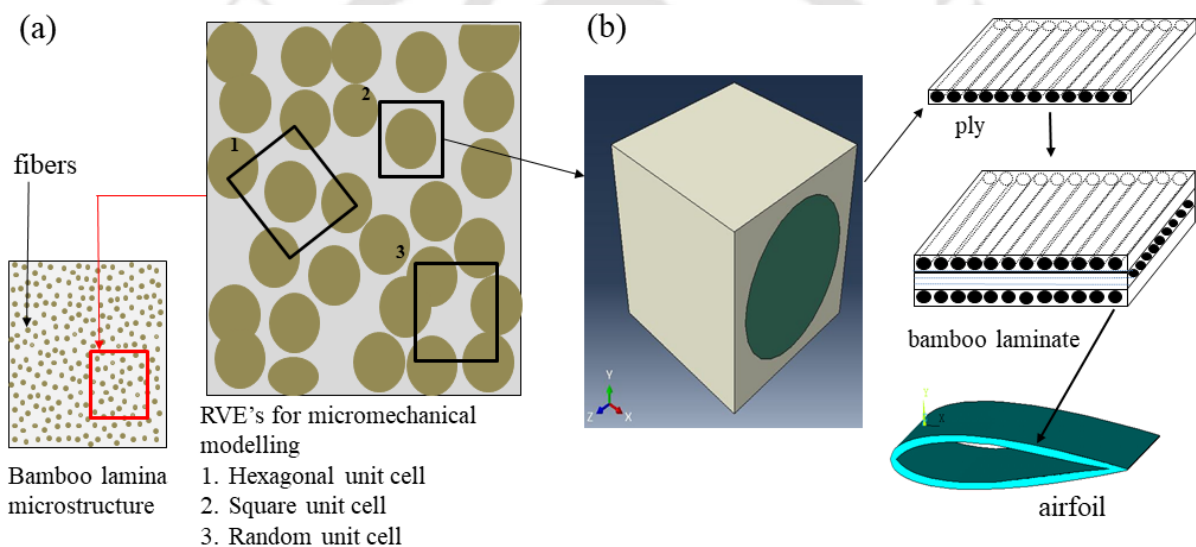 (a)
fibers
Bamboo lamina
microstructure
1
2
3
RVE's for micromechanical
modelling
1. Hexagonal unit cell
2. Square unit cell
3. Random unit cell
(b)
Y
Z
X
ply
bamboo laminate
Y
X
airfoil